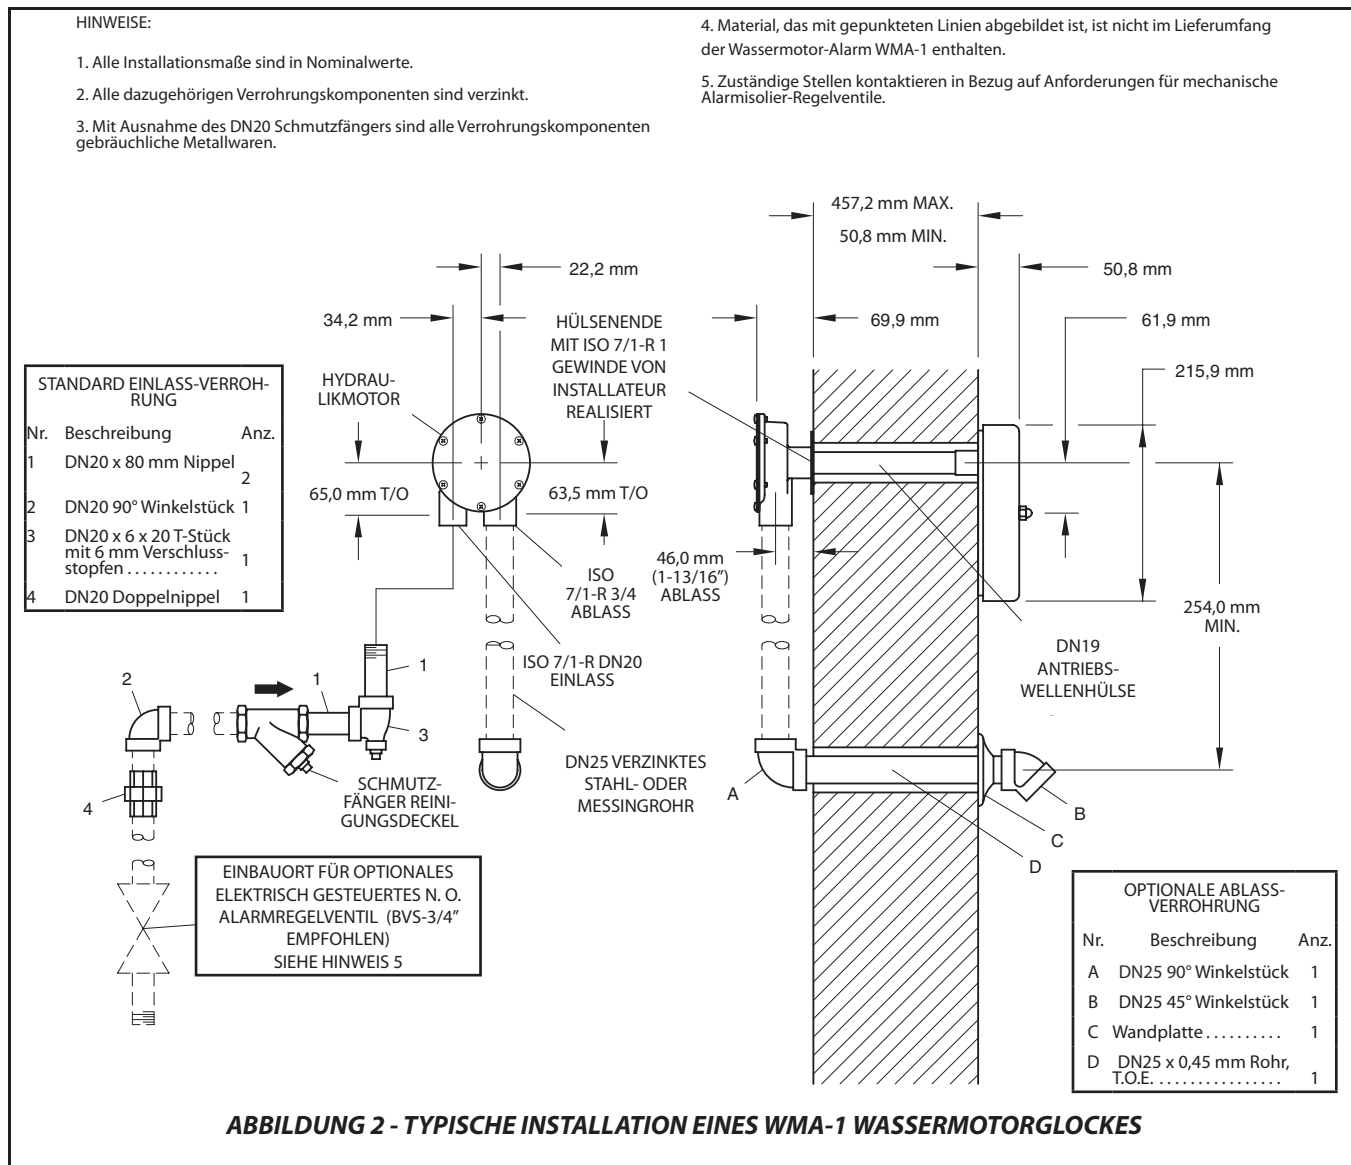 HINWEISE:
1. Alle Installationsmaße sind in Nominalwerte.
2. Alle dazugehörigen Verrohrungskomponenten sind verzinkt.
3. Mit Ausnahme des DN20 Schmutzfängers sind alle Verrohrungskomponenten
gebräuchliche Metallwaren.
4. Material, das mit gepunkteten Linien abgebildet ist, ist nicht im Lieferumfang
der Wassermotor-Alarm WMA-1 enthalten.
5. Zuständige Stellen kontaktieren in Bezug auf Anforderungen für mechanische
Alarmisolier-Regelventile.
457,2 mm MAX.
50,8 mm MIN.
22,2 mm
50,8 mm
34,2 mm
HÜLSENENDE
MIT ISO 7/1-R 1
GEWINDE VON
INSTALLATEUR
REALISIERT
69,9 mm
61,9 mm
215,9 mm
HYDRAU-
LIKMOTOR
65,0 mm T/O
63,5 mm T/O
46,0 mm
(1-13/16”)
ABLASS
ISO
7/1-R 3/4
ABLASS
ISO 7/1-R DN20
EINLASS
254,0 mm
MIN.
DN19
ANTRIEBS-
WELLENHÜLSE
STANDARD EINLASS-VERROH-
RUNG
Nr. Beschreibung Anz.
1 DN20 x 80 mm Nippel
2
2 DN20 90° Winkelstück 1
3 DN20 x 6 x 20 T-Stück
mit 6 mm Verschluss-
stopfen ............ 1
4 DN20 Doppelnippel 1
1
2
1
3
4
SCHMUTZ-
FÄNGER REINI-
GUNGSDECKEL
DN25 VERZINKTES
STAHL- ODER
MESSINGROHR
A
B
C
D
EINBAUORT FÜR OPTIONALES
ELEKTRISCH GESTEUERTES N. O.
ALARMREGELVENTIL (BVS-3/4”
EMPFOHLEN)
SIEHE HINWEIS 5
OPTIONALE ABLASS-
VERROHRUNG
Nr. Beschreibung Anz.
A DN25 90° Winkelstück 1
B DN25 45° Winkelstück 1
C Wandplatte .......... 1
D DN25 x 0,45 mm Rohr,
T.O.E. ................ 1
ABBILDUNG 2 - TYPISCHE INSTALLATION EINES WMA-1 WASSERMOTORGLOCKES